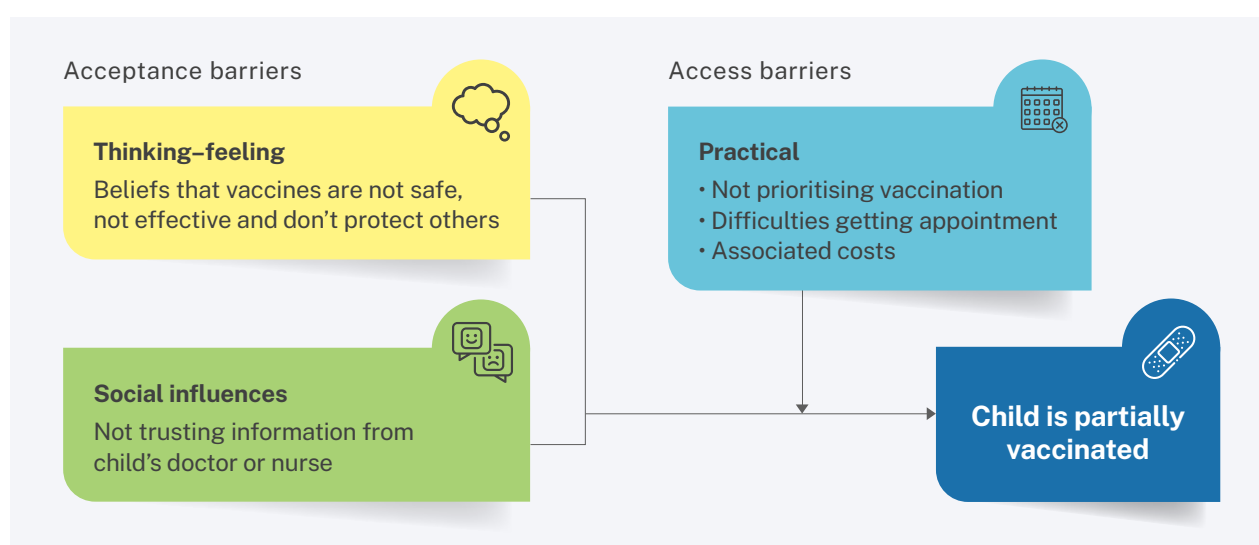 Acceptance barriers
Thinking–feeling
Beliefs that vaccines are not safe,
not effective and don’t protect others
Social influences
Not trusting information from
child’s doctor or nurse
Access barriers
Practical
• Not prioritising vaccination
• Difficulties getting appointment
• Associated costs
Child is partially
vaccinated